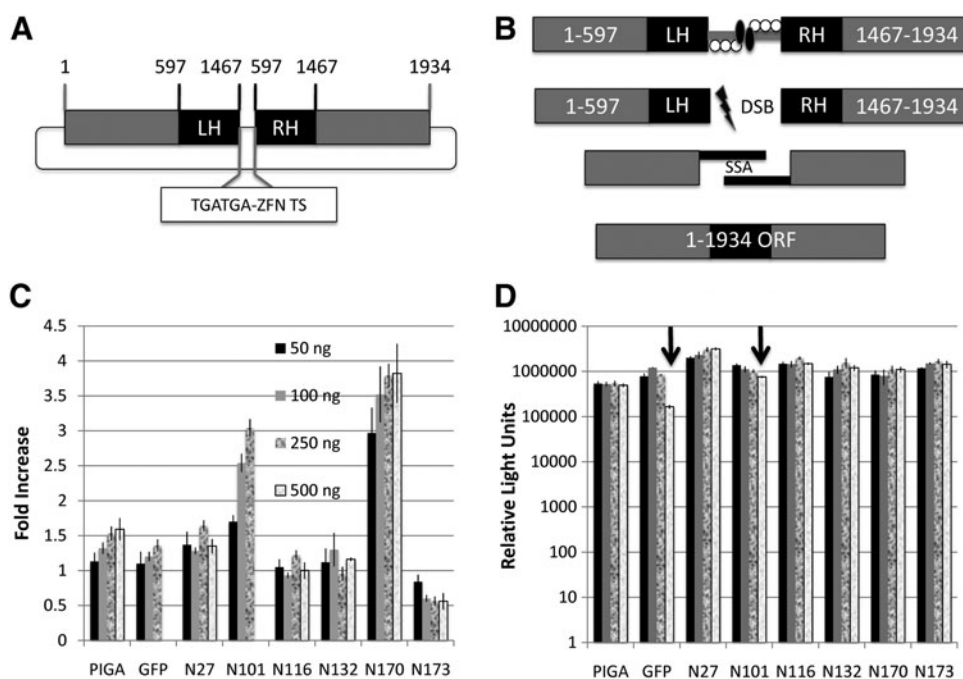 A
1 597 1467 597 1467 1934
LH RH
TGATGA-ZFN TS
B
1-597 LH RH 1467-1934
1-597 LH DSB RH 1467-1934
SSA
1-1934 ORF
C
Fold Increase
4.5
4
3.5
3
2.5
2
1.5
1
0.5
0
50 ng
100 ng
250 ng
500 ng
PIGA GFP N27 N101 N116 N132 N170 N173
D
Relative Light Units
10000000
1000000
100000
10000
1000
100
10
1
PIGA GFP N27 N101 N116 N132 N170 N173